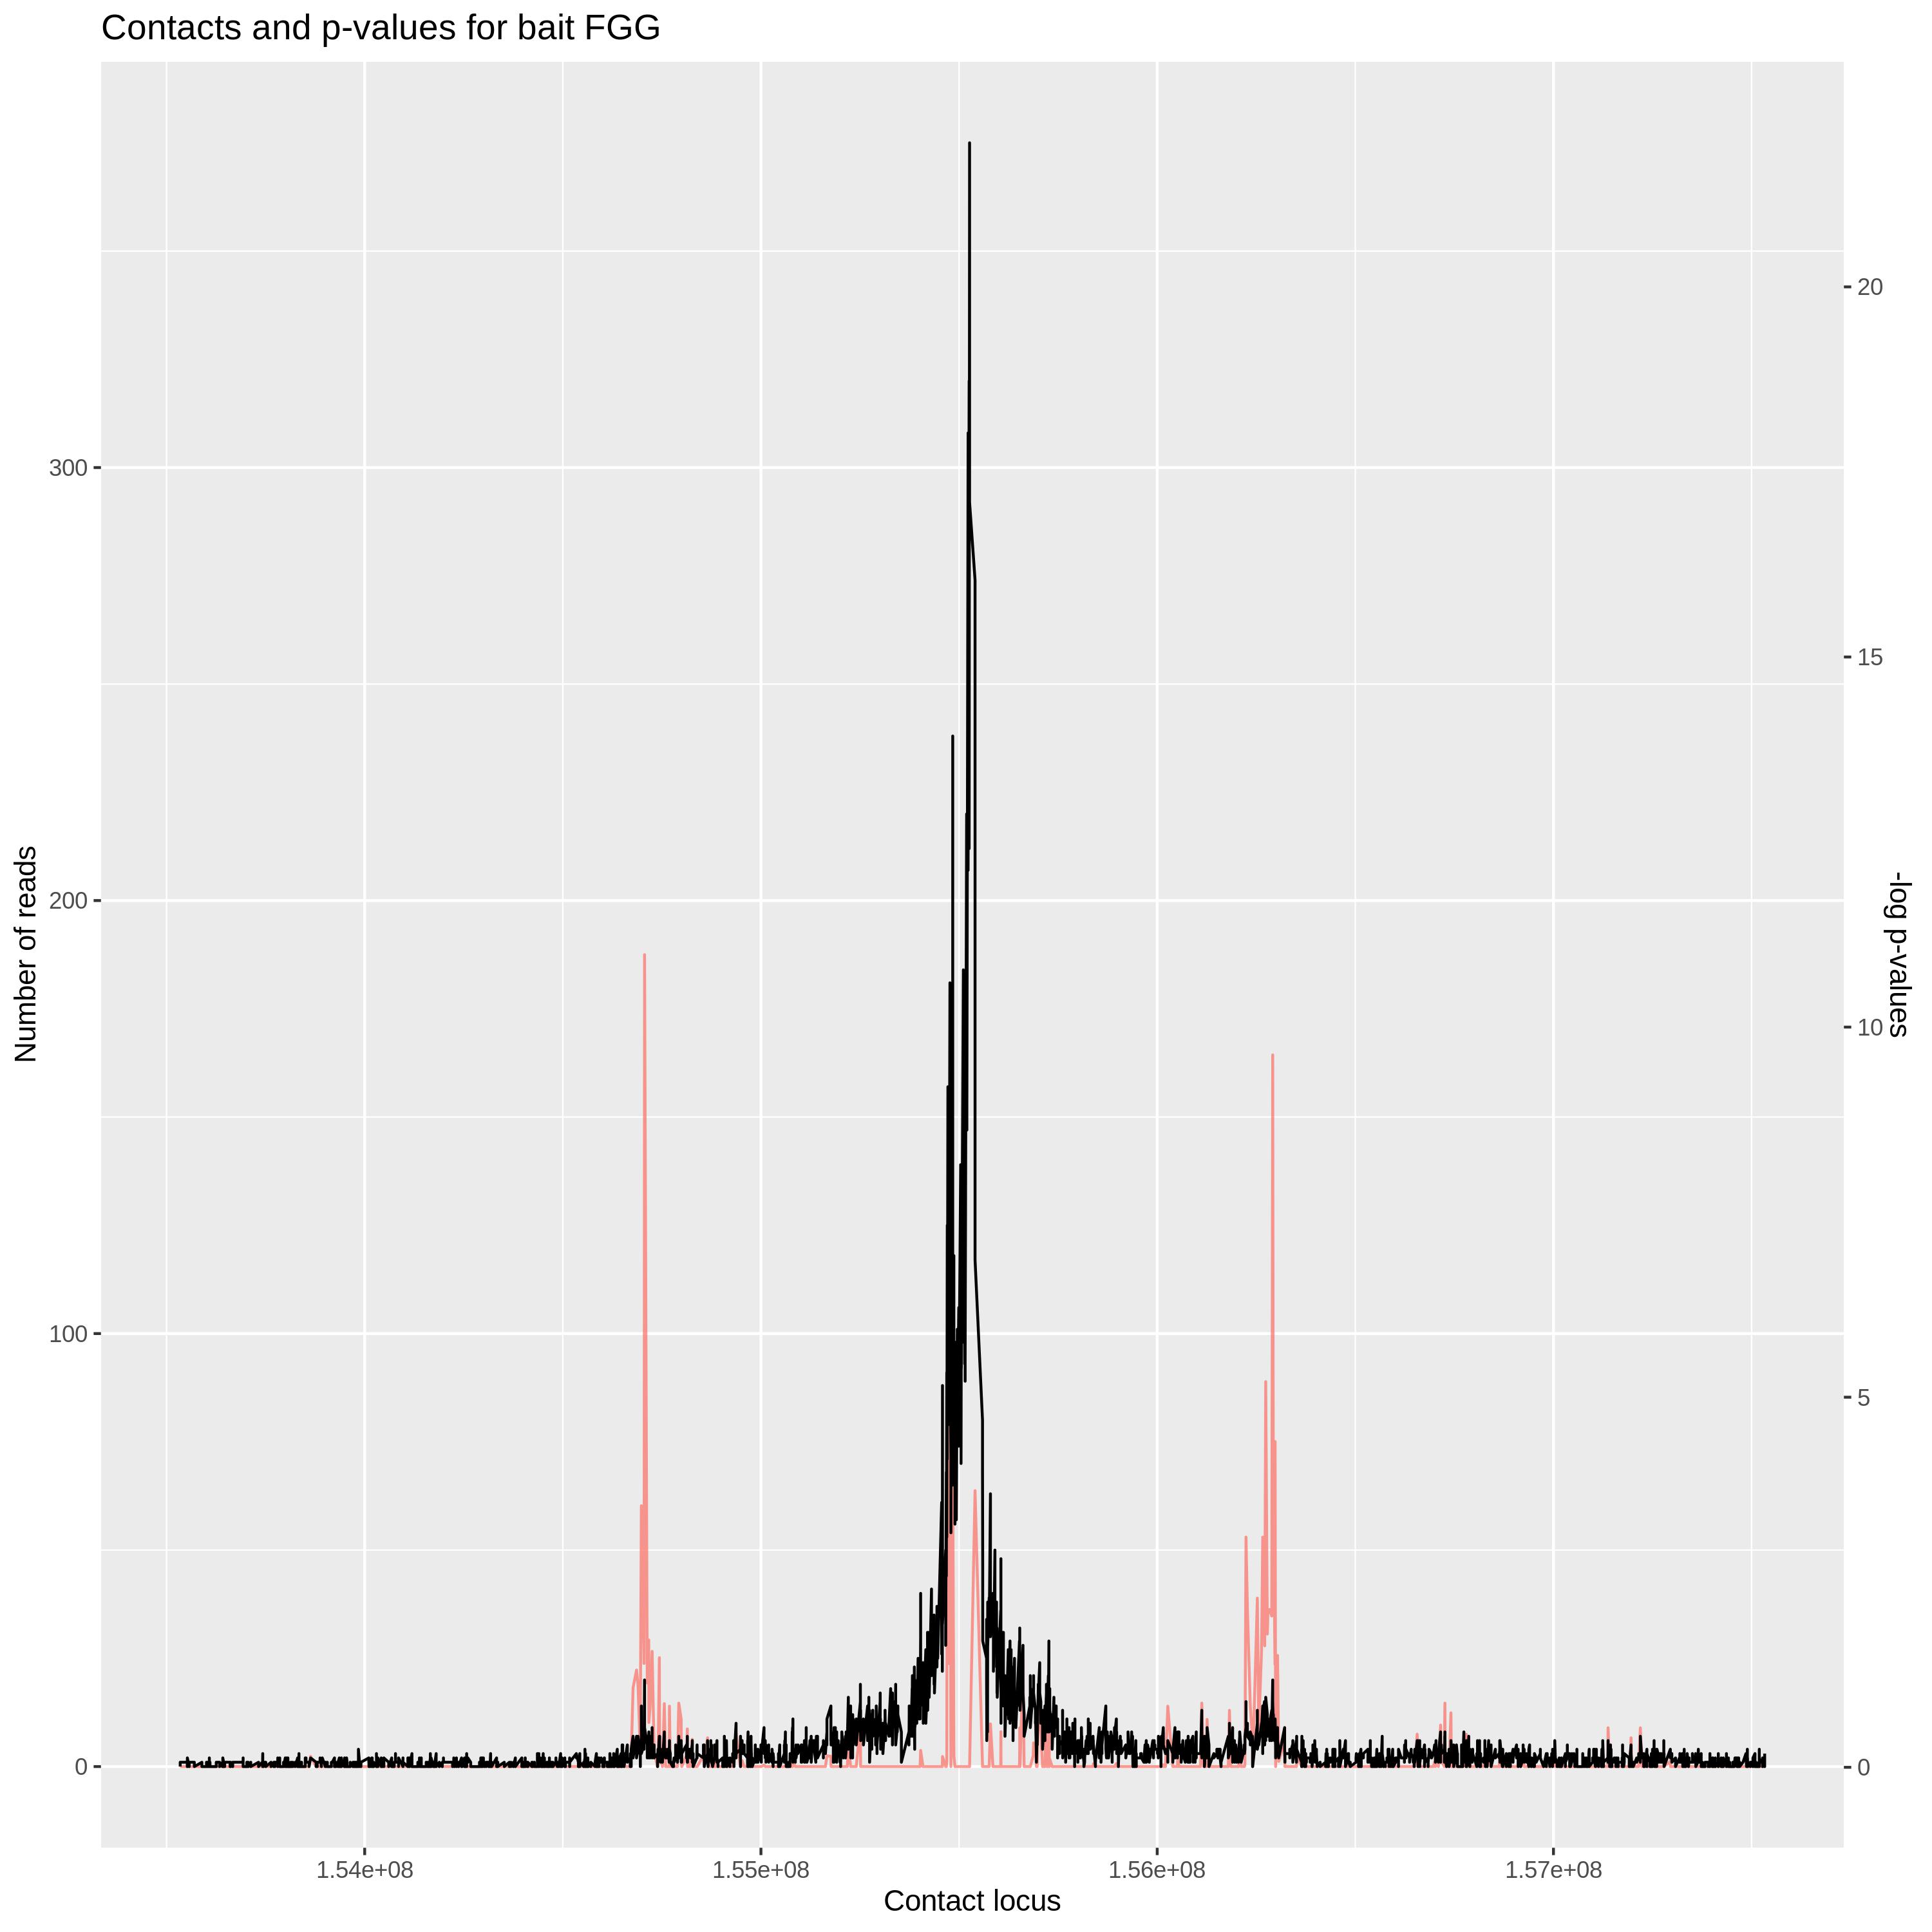 Contacts and p-values for bait FGG
300
200
100
0
20
15
10
5
0
Number of reads
-log p-values
1.54e+08
1.55e+08
1.56e+08
1.57e+08
Contact locus